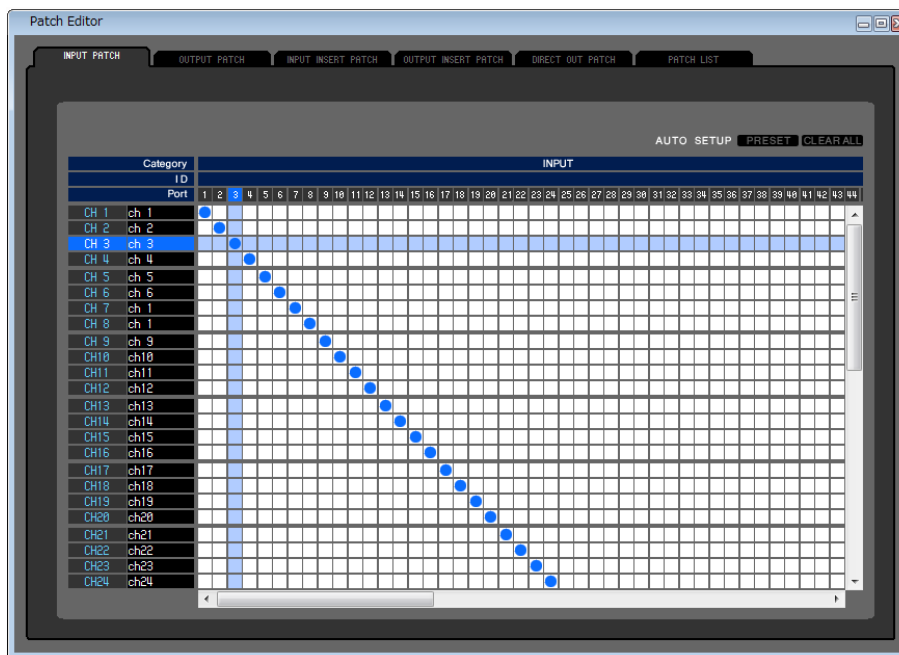 Patch Editor
INPUT PATCH OUTPUT PATCH INPUT INSERT PATCH OUTPUT INSERT PATCH DIRECT OUT PATCH PATCH LIST
AUTO SETUP PRESET CLEAR ALL
Category INPUT
ID
Port 1 2 3 4 5 6 7 8 9 10 11 12 13 14 15 16 17 18 19 20 21 22 23 24 25 26 27 28 29 30 31 32 33 34 35 36 37 38 39 40 41 42 43 44
CH 1 ch 1
CH 2 ch 2
CH 3 ch 3
CH 4 ch 4
CH 5 ch 5
CH 6 ch 6
CH 7 ch 1
CH 8 ch 1
CH 9 ch 9
CH10 ch10
CH11 ch11
CH12 ch12
CH13 ch13
CH14 ch14
CH15 ch15
CH16 ch16
CH17 ch17
CH18 ch18
CH19 ch19
CH20 ch20
CH21 ch21
CH22 ch22
CH23 ch23
CH24 ch24